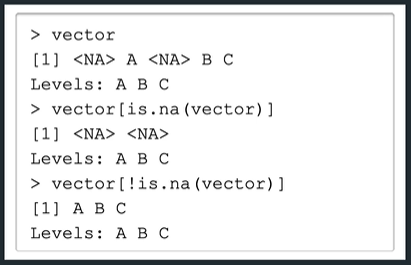 > vector
[1] <NA> A <NA> B C
Levels: A B C
> vector[is.na(vector)]
[1] <NA> <NA>
Levels: A B C
> vector[!is.na(vector)]
[1] A B C
Levels: A B C